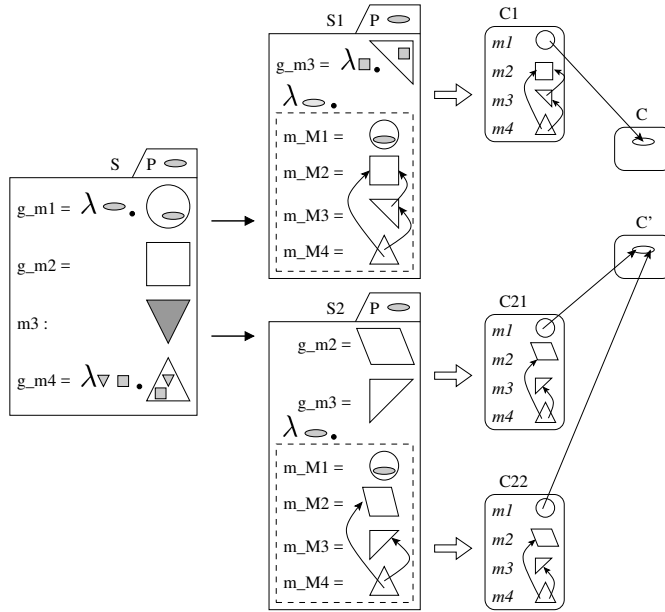 S P
g_m1 = λ .
g_m2 =
m3 :
g_m4 = λ .
S1 P
g_m3 = λ .
λ .
m_M1 =
m_M2 =
m_M3 =
m_M4 =
S2 P
g_m2 =
g_m3 =
λ .
m_M1 =
m_M2 =
m_M3 =
m_M4 =
C1
m1
m2
m3
m4
C
C'
C21
m1
m2
m3
m4
C22
m1
m2
m3
m4